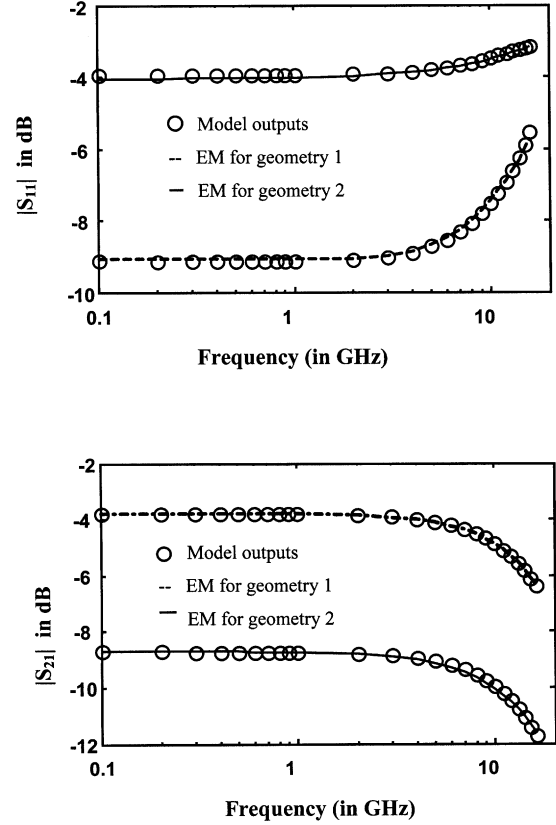 -2
-4
-6
-8
-10
|S11| in dB
Model outputs
EM for geometry 1
EM for geometry 2
0.1 1 10
Frequency (in GHz)
-2
-4
-6
-8
-10
-12
|S21| in dB
Model outputs
EM for geometry 1
EM for geometry 2
0.1 1 10
Frequency (in GHz)